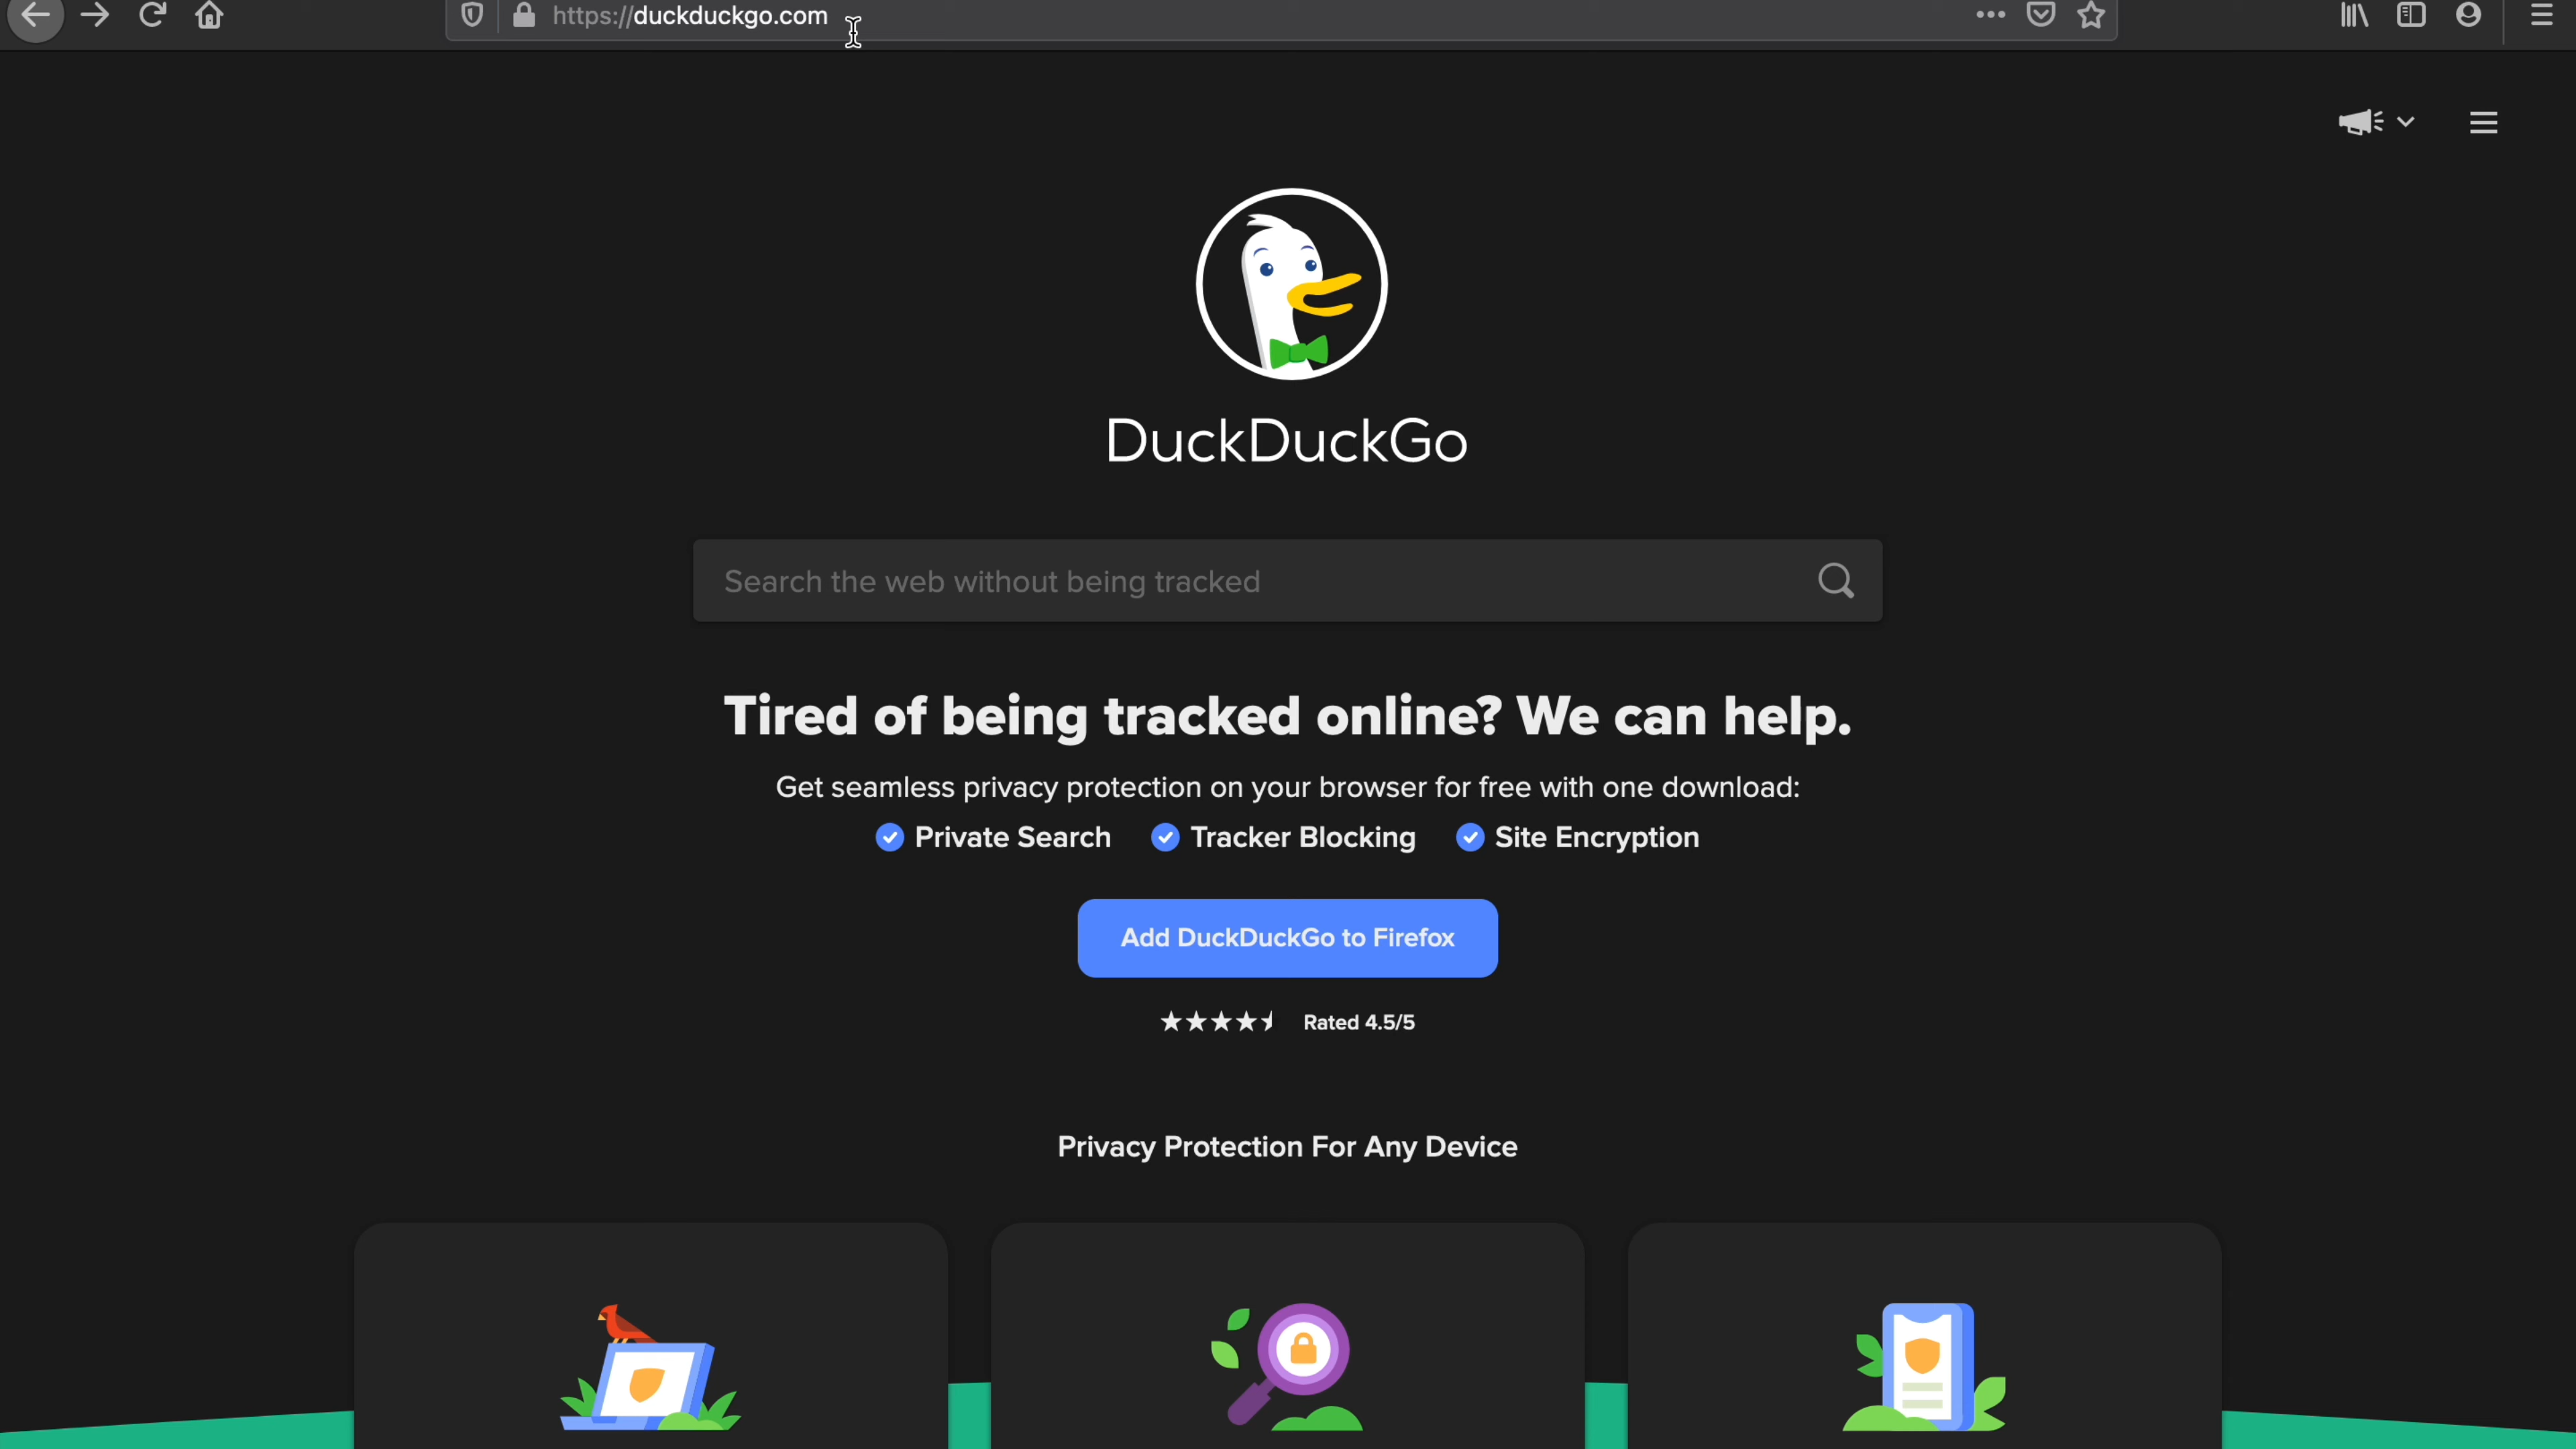 https://duckduckgo.com
DuckDuckGo
Search the web without being tracked
Tired of being tracked online? We can help.
Get seamless privacy protection on your browser for free with one download:
Private Search Tracker Blocking Site Encryption
Add DuckDuckGo to Firefox
Rated 4.5/5
Privacy Protection For Any Device